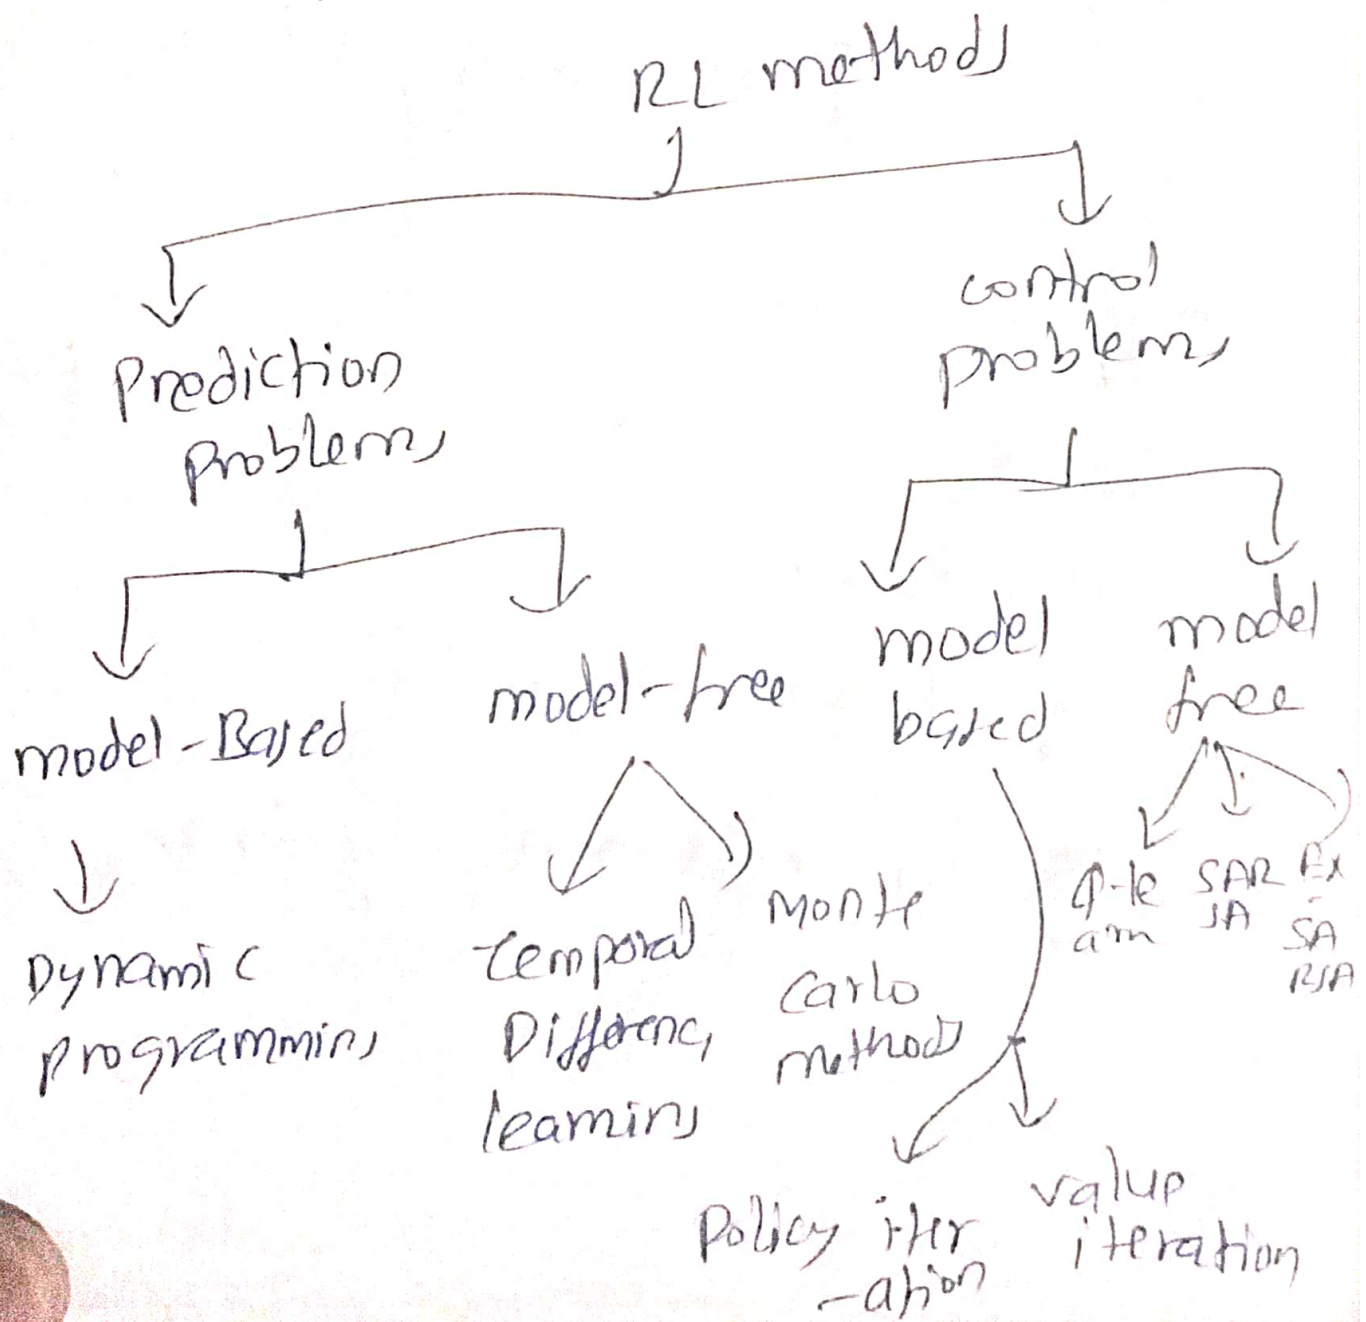 RL methods
Prediction
Problems
control
problems
model-Based
model-free
model
based
model
free
Dynamic
programming
Temporal
Difference
learning
Monte
Carlo
methods
Q-le
arn
SAR
SA
Ex
-
SA
RSA
Policy iter
-ation
value
iteration